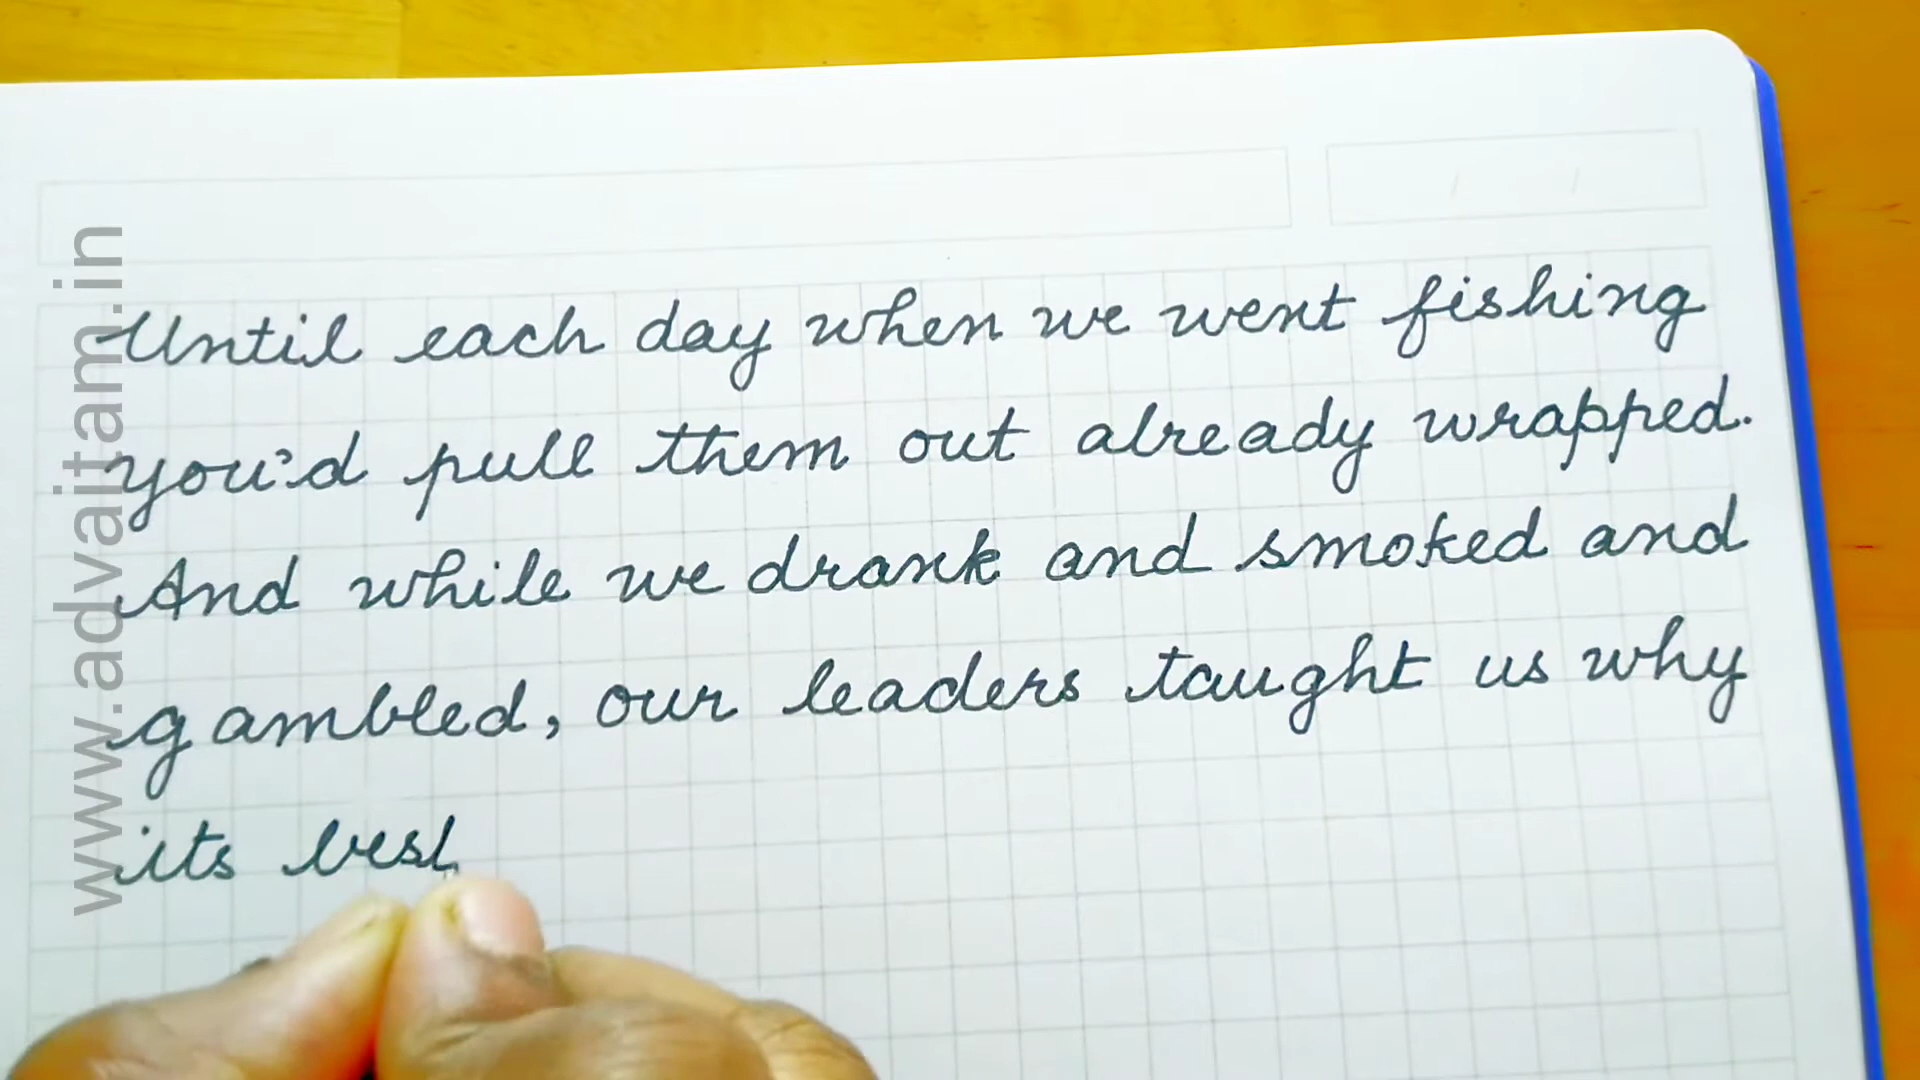 Until each day when we went fishing
you'd pull them out already wrapped.
And while we drank and smoked and
gambled, our leaders taught us why
its best
www.advaitam.in